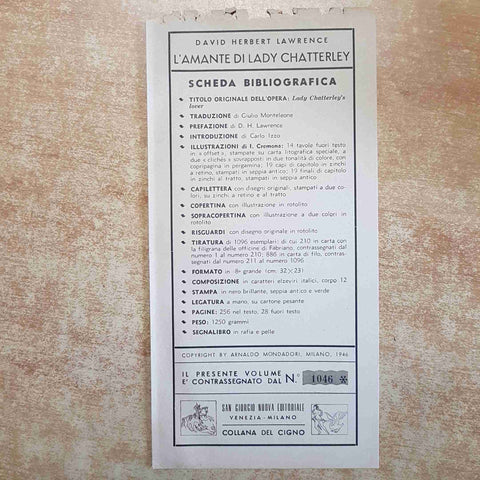 DAVID HERBERT LAWRENCE
L'AMANTE DI LADY CHATTERLEY
SCHEDA BIBLIOGRAFICA
TITOLO ORIGINALE DELL'OPERA: Lady Chatterley's
lover
TRADUZIONE di Giulio Monteleone
PREFAZIONE di D. H. Lawrence
INTRODUZIONE di Carlo Izzo
ILLUSTRAZIONI di I. Cremona: 14 tavole fuori testo
in «offset», stampate su carta litografica speciale, a
due «clichés» sovrapposti in due tonalità di colore, con
copripagina in pergamina; 19 capi di capitolo in zinchi
a retino, stampati in seppia antico; 19 finali di capitolo
in zinchi al tratto, stampati in seppia antico
CAPILETTERA con disegni originali, stampati a due colo-
ri, su zinchi a retino e al tratto
COPERTINA con illustrazione in rotolito
SOPRACOPERTINA con illustrazione a due colori in
rotolito
RISGUARDI con disegno originale in rotolito
TIRATURA di 1096 esemplari: di cui 210 in carta con
la filigrana delle officine di Fabriano, contrassegnati dal
numero 1 al numero 210; 886 in carta di filo, contras-
segnati dal numero 211 al numero 1096
FORMATO in -8º grande (cm. 32×23)
COMPOSIZIONE in caratteri elzeviri italici, corpo 12
STAMPA in nero brillante, seppia antico e verde
LEGATURA a mano, su cartone pesante
PAGINE: 256 nel testo, 28 fuori testo
PESO: 1250 grammi
SEGNALIBRO in rafia e pelle
COPYRIGHT BY ARNALDO MONDADORI, MILANO, 1946
IL PRESENTE VOLUME
E' CONTRASSEGNATO DAL N.° 1046
SAN GIORGIO NUOVA EDITORIALE
VENEZIA - MILANO
COLLANA DEL CIGNO